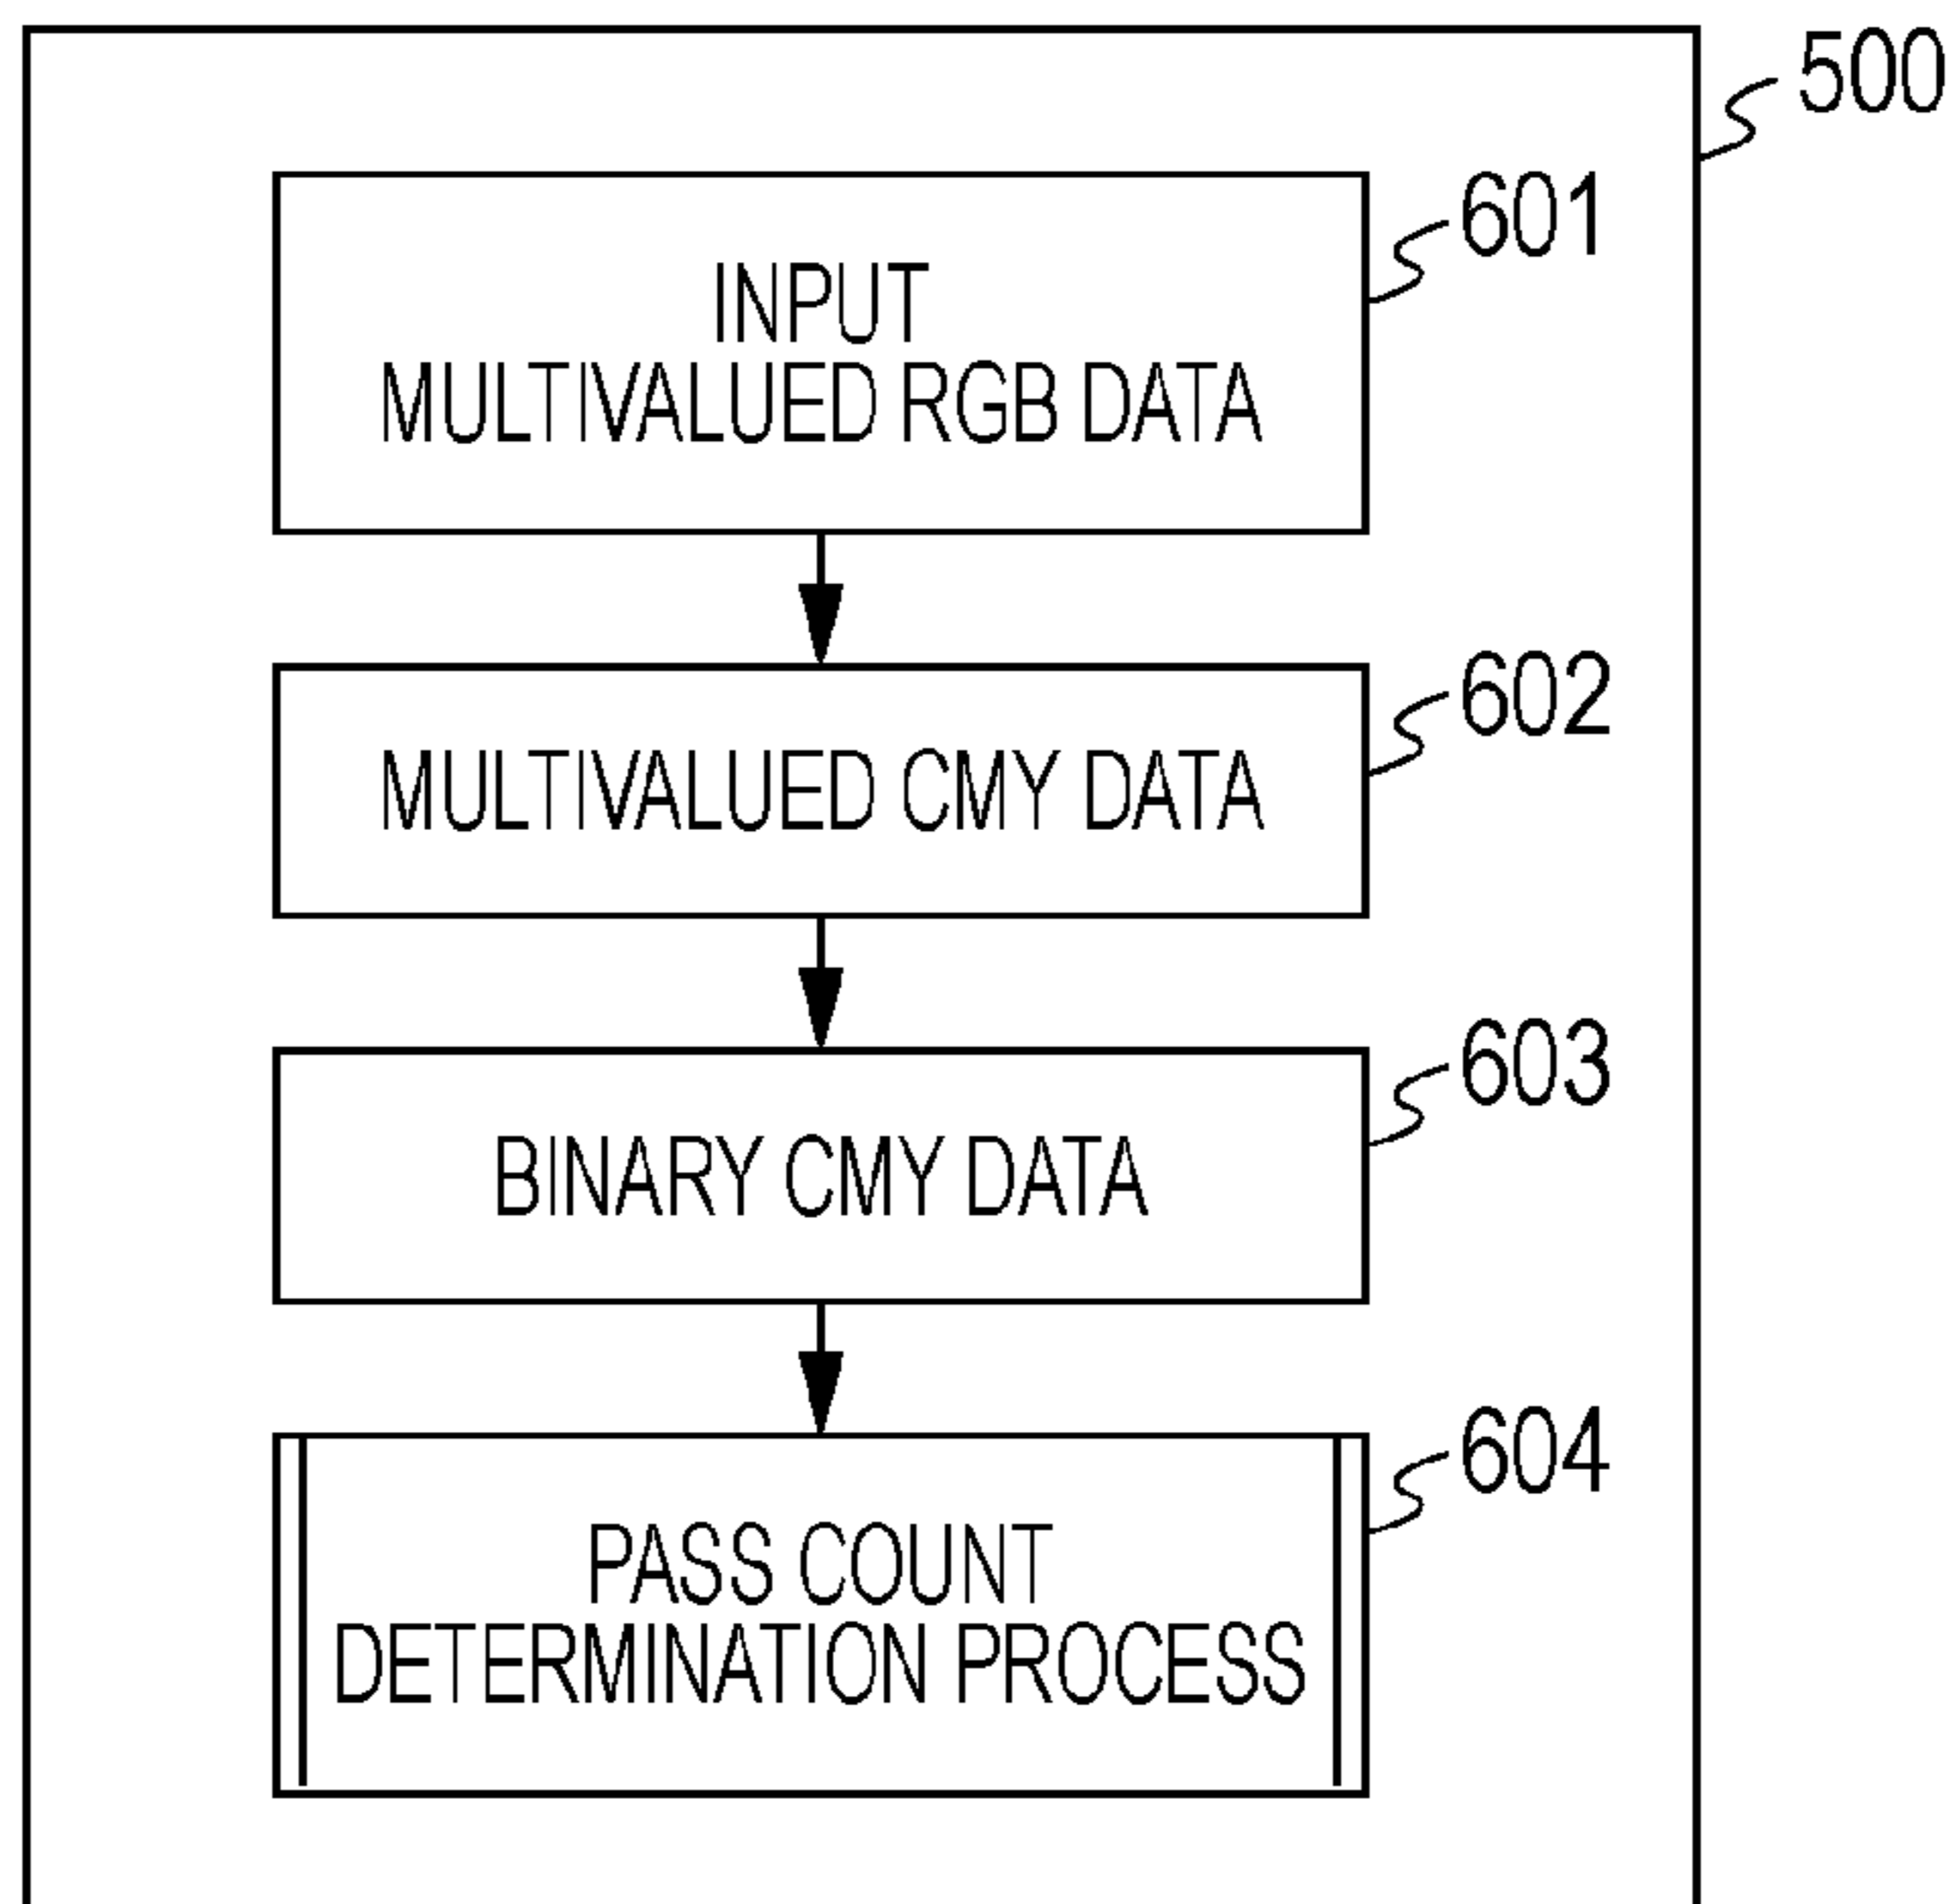 500
601
INPUT
MULTIVALUED RGB DATA
602
MULTIVALUED CMY DATA
603
BINARY CMY DATA
604
PASS COUNT
DETERMINATION PROCESS